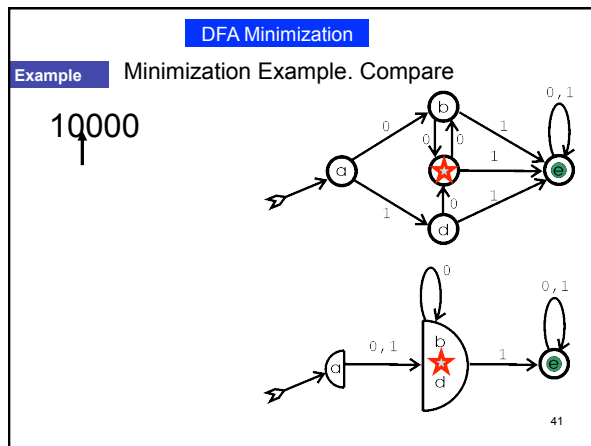 DFA Minimization
Example
Minimization Example. Compare
10000
b
0,1
0
1
0
0
a
1
e
1
0
1
d
0
0,1
b
0,1
a
1
e
d
41